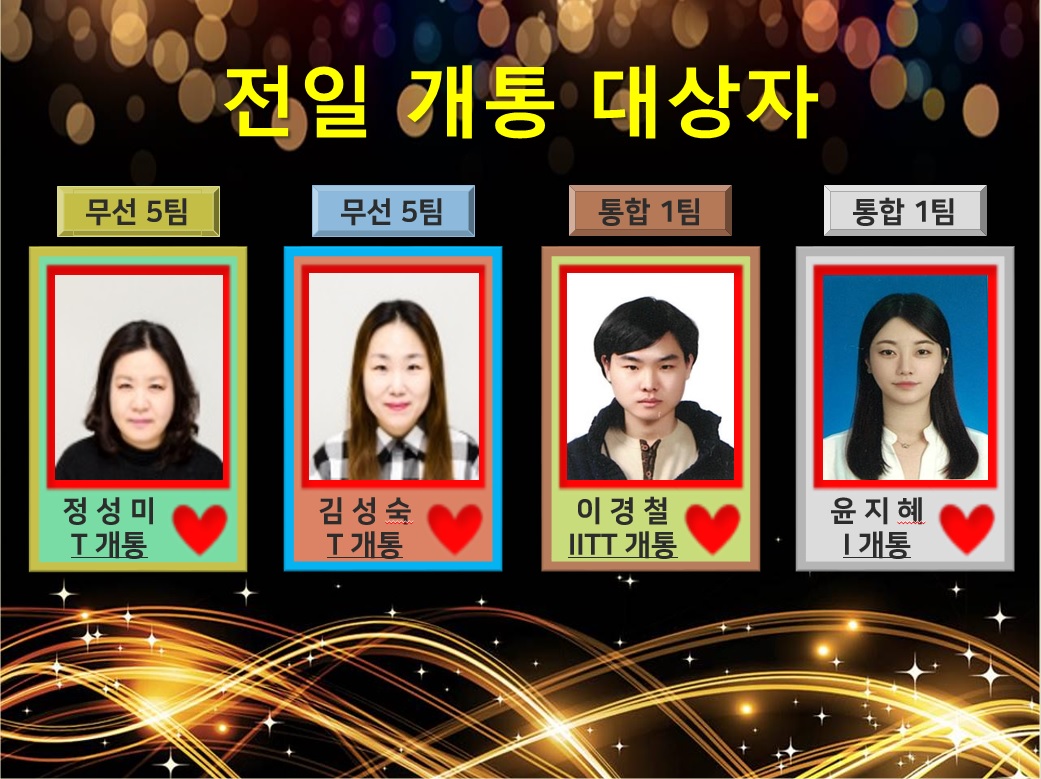 전일 개통 대상자
무선 5팀
무선 5팀
통합 1팀
통합 1팀
정 성 미
T 개통
김 성 숙
T 개통
이 경 철
IITT 개통
윤 지 혜
I 개통